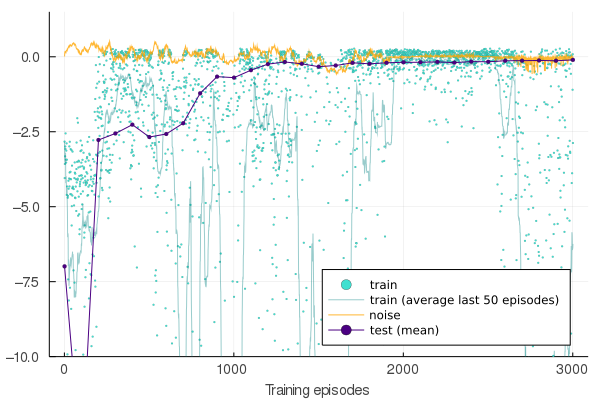 0.0
−2.5
−5.0
−7.5
−10.0
train
train (average last 50 episodes)
noise
test (mean)
0 1000 2000 3000
Training episodes